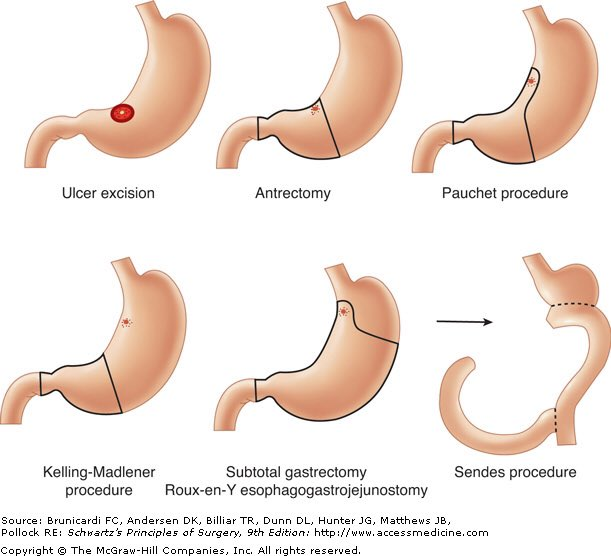 Ulcer excision
Antrectomy
Pauchet procedure
Kelling-Madlener
procedure
Subtotal gastrectomy
Roux-en-Y esophagogastrojejunostomy
Sendes procedure
Source: Brunicardi FC, Andersen DK, Billiar TR, Dunn DL, Hunter JG, Matthews JB,
Pollock RE: Schwartz's Principles of Surgery, 9th Edition: http://www.accessmedicine.com
Copyright © The McGraw-Hill Companies, Inc. All rights reserved.